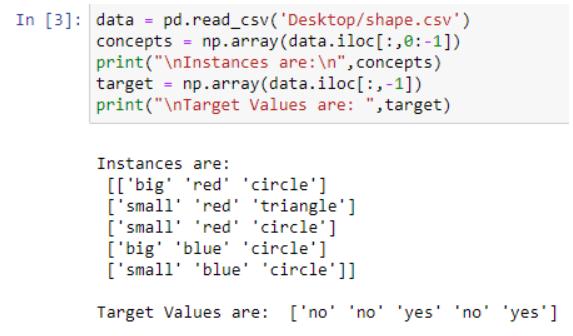 In [3]: data = pd.read_csv('Desktop/shape.csv')
concepts = np.array(data.iloc[:,0:-1])
print("\nInstances are:\n",concepts)
target = np.array(data.iloc[:,-1])
print("\nTarget Values are: ",target)
Instances are:
[['big' 'red' 'circle']
['small' 'red' 'triangle']
['small' 'red' 'circle']
['big' 'blue' 'circle']
['small' 'blue' 'circle']]
Target Values are:  ['no' 'no' 'yes' 'no' 'yes']